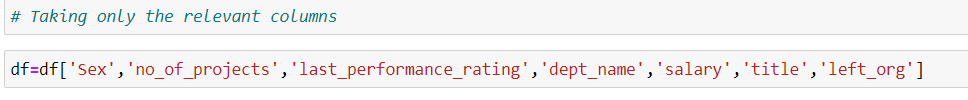 # Taking only the relevant columns
df=df['Sex','no_of_projects','last_performance_rating','dept_name','salary','title','left_org']